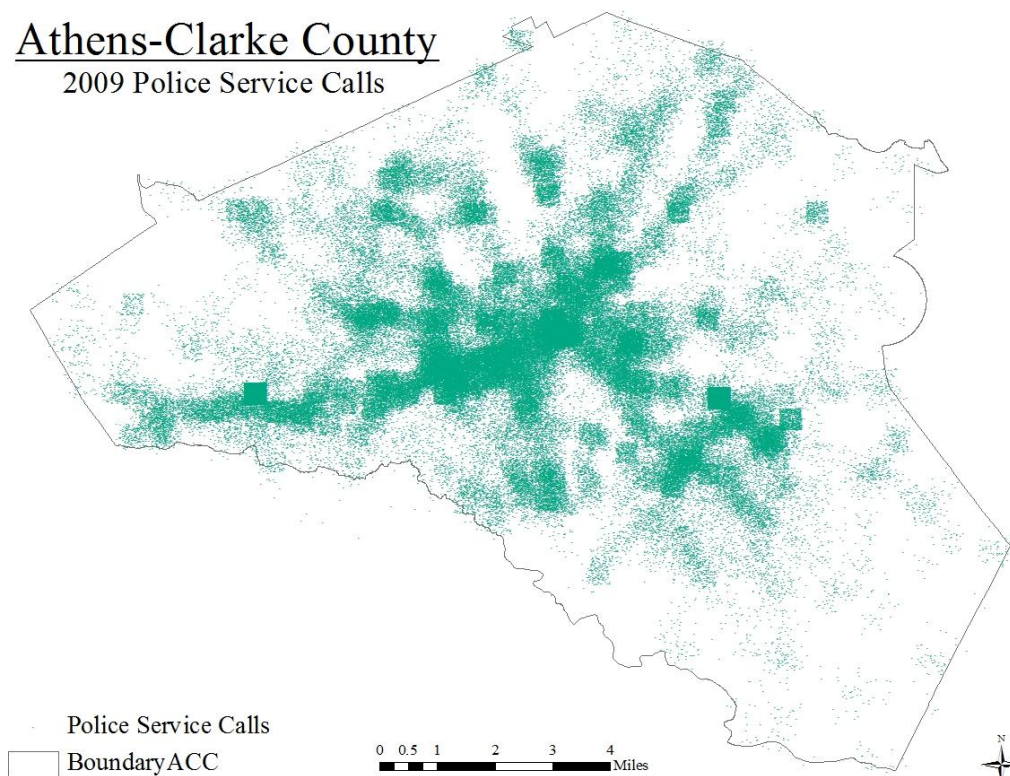 Athens-Clarke County
2009 Police Service Calls
Police Service Calls
Boundary ACC
0 0.5 1 2 3 4
Miles
N